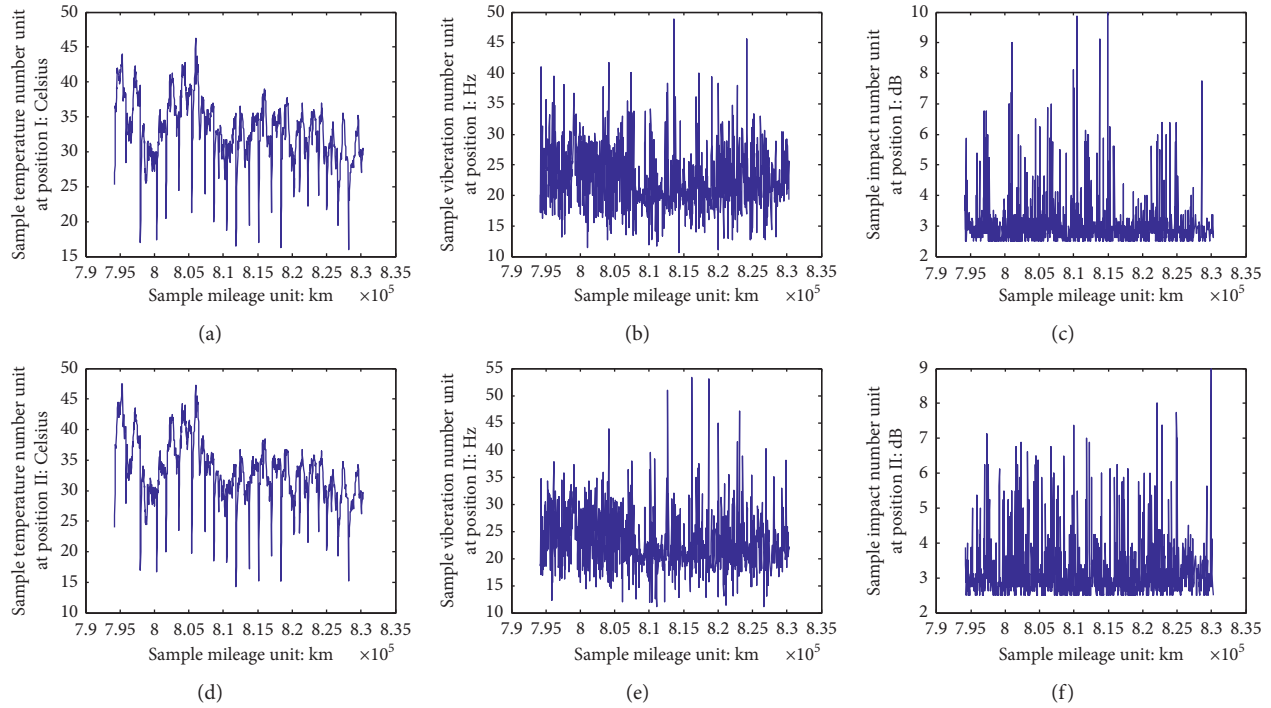 Sample temperature number unit
at position I: Celsius
50
45
40
35
30
25
20
15
7.9 7.95 8 8.05 8.1 8.15 8.2 8.25 8.3 8.35
Sample mileage unit: km ×10⁵
(a)
Sample viberation number unit
at position I: Hz
50
45
40
35
30
25
20
15
10
7.9 7.95 8 8.05 8.1 8.15 8.2 8.25 8.3 8.35
Sample mileage unit: km ×10⁵
(b)
Sample impact number unit
at position I: dB
10
9
8
7
6
5
4
3
2
7.9 7.95 8 8.05 8.1 8.15 8.2 8.25 8.3 8.35
Sample mileage unit: km ×10⁵
(c)
Sample temperature number unit
at position II: Celsius
50
45
40
35
30
25
20
15
10
7.9 7.95 8 8.05 8.1 8.15 8.2 8.25 8.3 8.35
Sample mileage unit: km ×10⁵
(d)
Sample viberation number unit
at position II: Hz
55
50
45
40
35
30
25
20
15
10
7.9 7.95 8 8.05 8.1 8.15 8.2 8.25 8.3 8.35
Sample mileage unit: km ×10⁵
(e)
Sample impact number unit
at position II: dB
9
8
7
6
5
4
3
2
7.9 7.95 8 8.05 8.1 8.15 8.2 8.25 8.3 8.35
Sample mileage unit: km ×10⁵
(f)